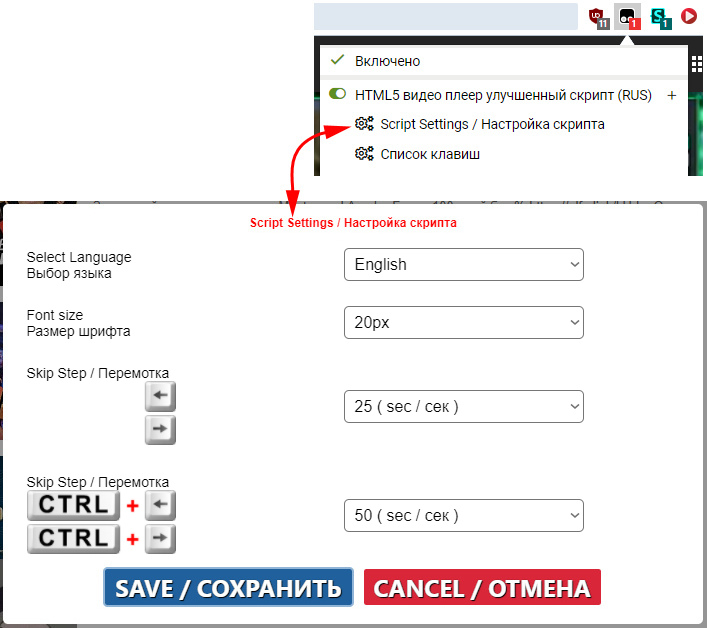 11
1
1
Включено
HTML5 видео плеер улучшенный скрипт (RUS) +
Script Settings / Настройка скрипта
Список клавиш
Script Settings / Настройка скрипта
Select Language
Выбор языка
English
Font size
Размер шрифта
20px
Skip Step / Перемотка
25 ( sec / сек )
Skip Step / Перемотка
CTRL +
CTRL +
50 ( sec / сек )
SAVE / СОХРАНИТЬ
CANCEL / ОТМЕНА